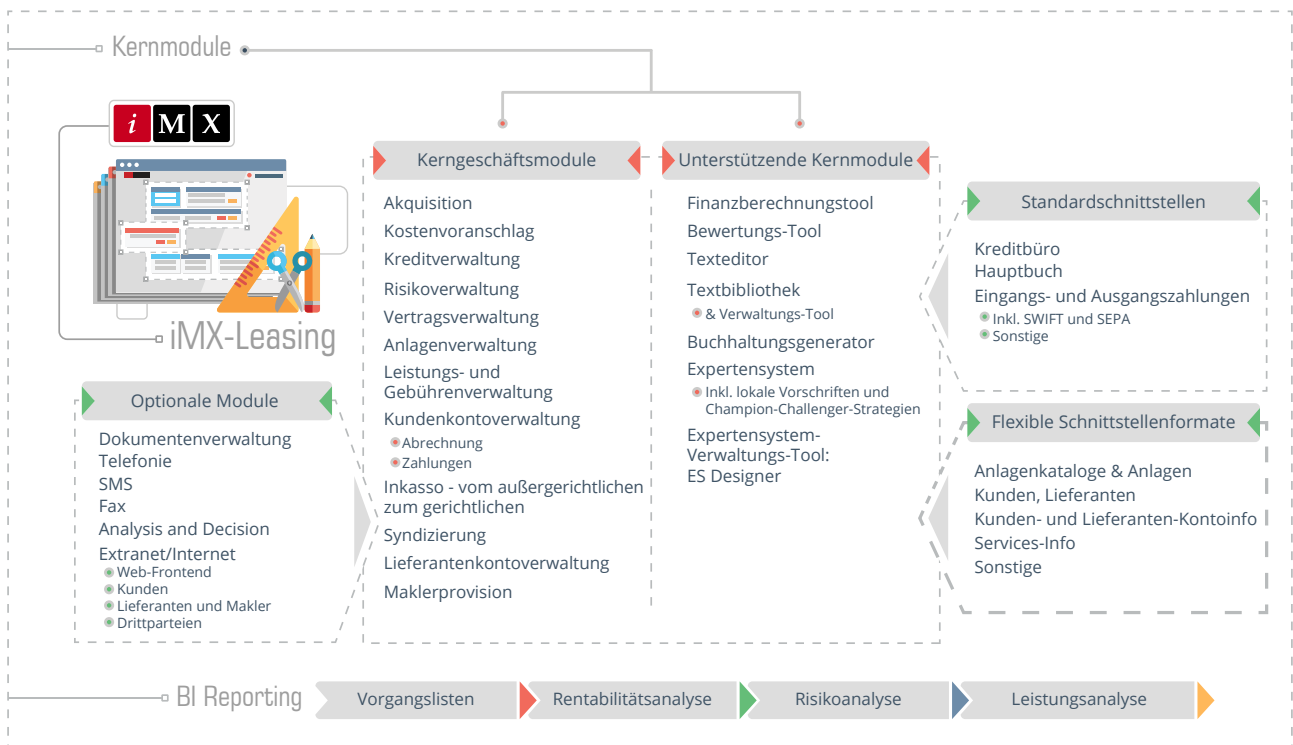 Kernmodule
iMX
iMX-Leasing
Kerngeschäftsmodule
Akquisition
Kostenvoranschlag
Kreditverwaltung
Risikoverwaltung
Vertragsverwaltung
Anlagenverwaltung
Leistungs- und
Gebührenverwaltung
Kundenkontoverwaltung
Abrechnung
Zahlungen
Inkasso - vom außergerichtlichen
zum gerichtlichen
Syndizierung
Lieferantenkontoverwaltung
Maklerprovision
Unterstützende Kernmodule
Finanzberechnungstool
Bewertungs-Tool
Texteditor
Textbibliothek
& Verwaltungs-Tool
Buchhaltungsgenerator
Expertensystem
Inkl. lokale Vorschriften und
Champion-Challenger-Strategien
Expertensystem-
Verwaltungs-Tool:
ES Designer
Standardschnittstellen
Kreditbüro
Hauptbuch
Eingangs- und Ausgangszahlungen
Inkl. SWIFT und SEPA
Sonstige
Optionale Module
Dokumentenverwaltung
Telefonie
SMS
Fax
Analysis and Decision
Extranet/Internet
Web-Frontend
Kunden
Lieferanten und Makler
Drittparteien
Flexible Schnittstellenformate
Anlagenkataloge & Anlagen
Kunden, Lieferanten
Kunden- und Lieferanten-Kontoinfo
Services-Info
Sonstige
BI Reporting
Vorgangslisten
Rentabilitätsanalyse
Risikoanalyse
Leistungsanalyse